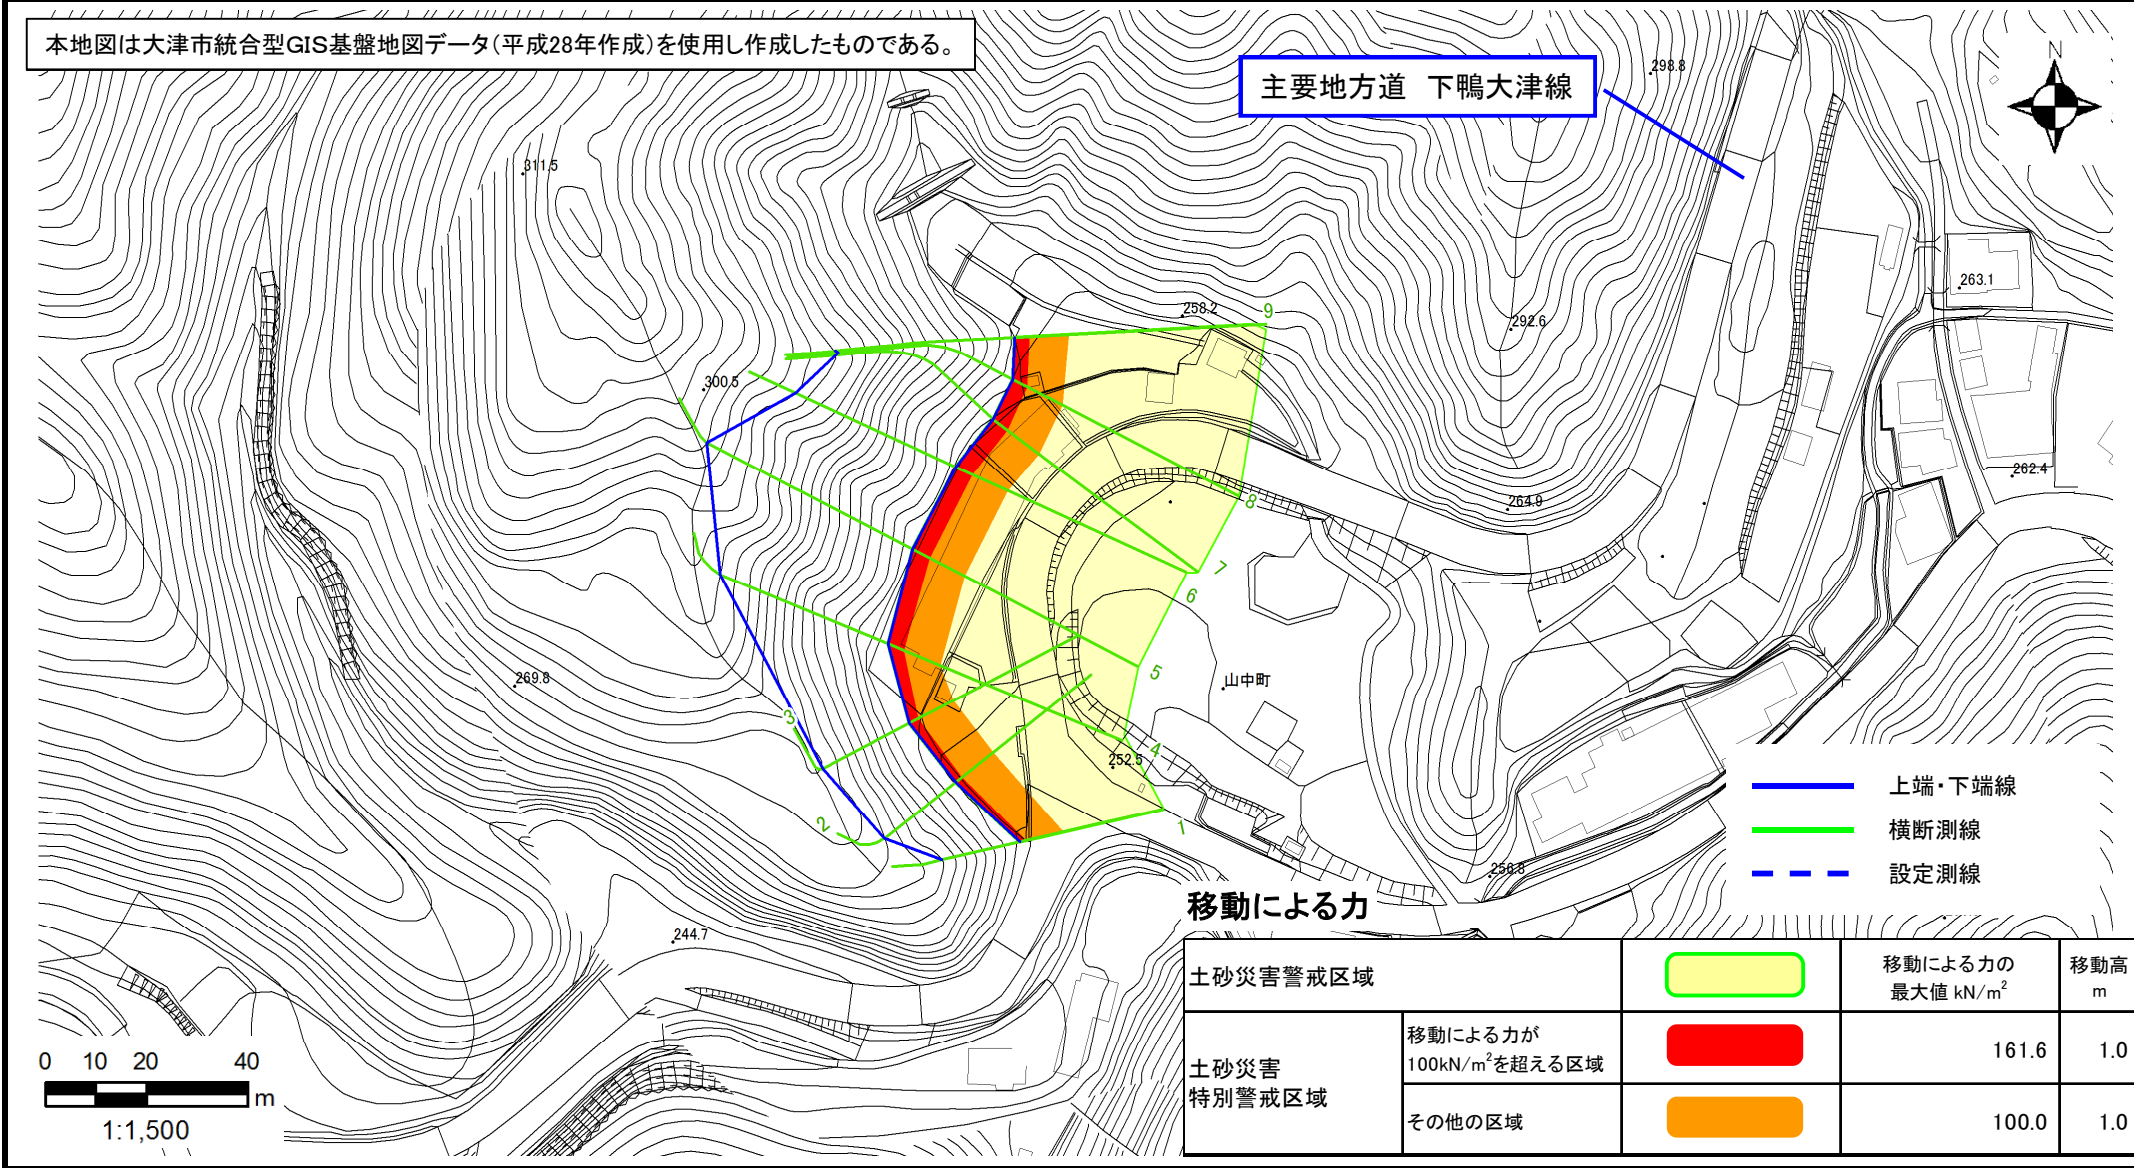 本地図は大津市統合型GIS基盤地図データ(平成28年作成)を使用し作成したものである。
主要地方道 下鴨大津線
N
298.8
311.5
263.1
258.2
9
292.6
300.5
262.4
8
264.9
7
6
269.8
5
山中町
3
4
252.5
2
1
256.8
244.7
上端・下端線
横断測線
設定測線
移動による力
土砂災害警戒区域
移動による力の
最大値 kN/m²
移動高
m
土砂災害
特別警戒区域
移動による力が
100kN/m²を超える区域
161.6
1.0
その他の区域
100.0
1.0
0 10 20 40
m
1:1,500